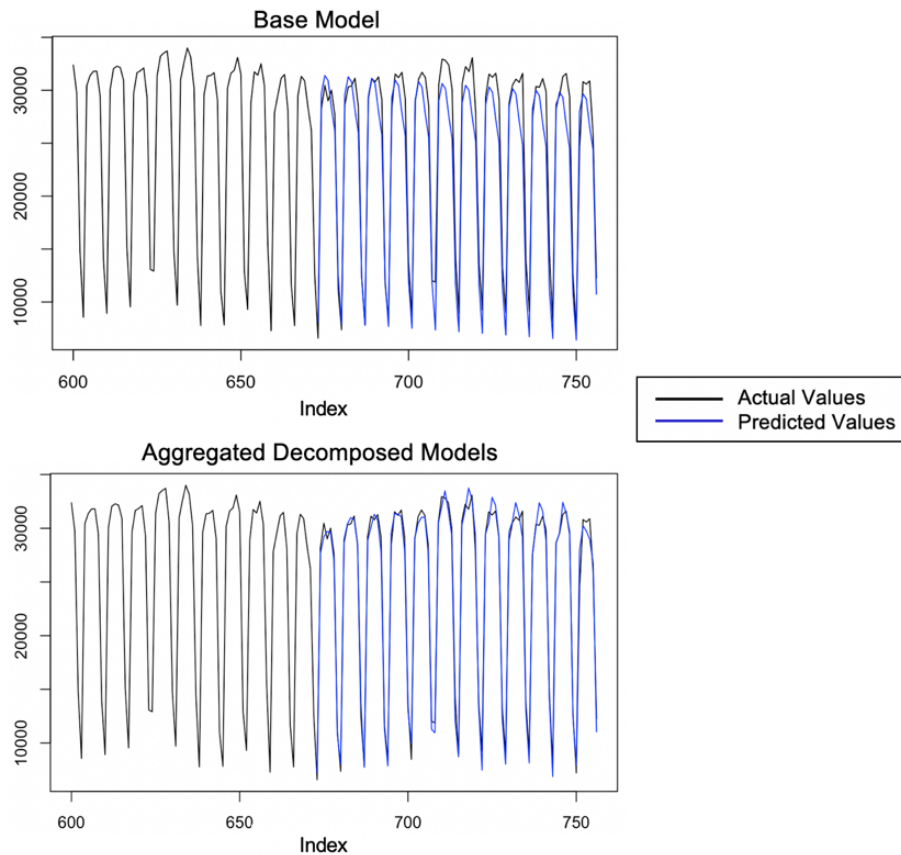 Base Model
30000
20000
10000
600 650 700 750
Index
Actual Values
Predicted Values
Aggregated Decomposed Models
30000
20000
10000
600 650 700 750
Index